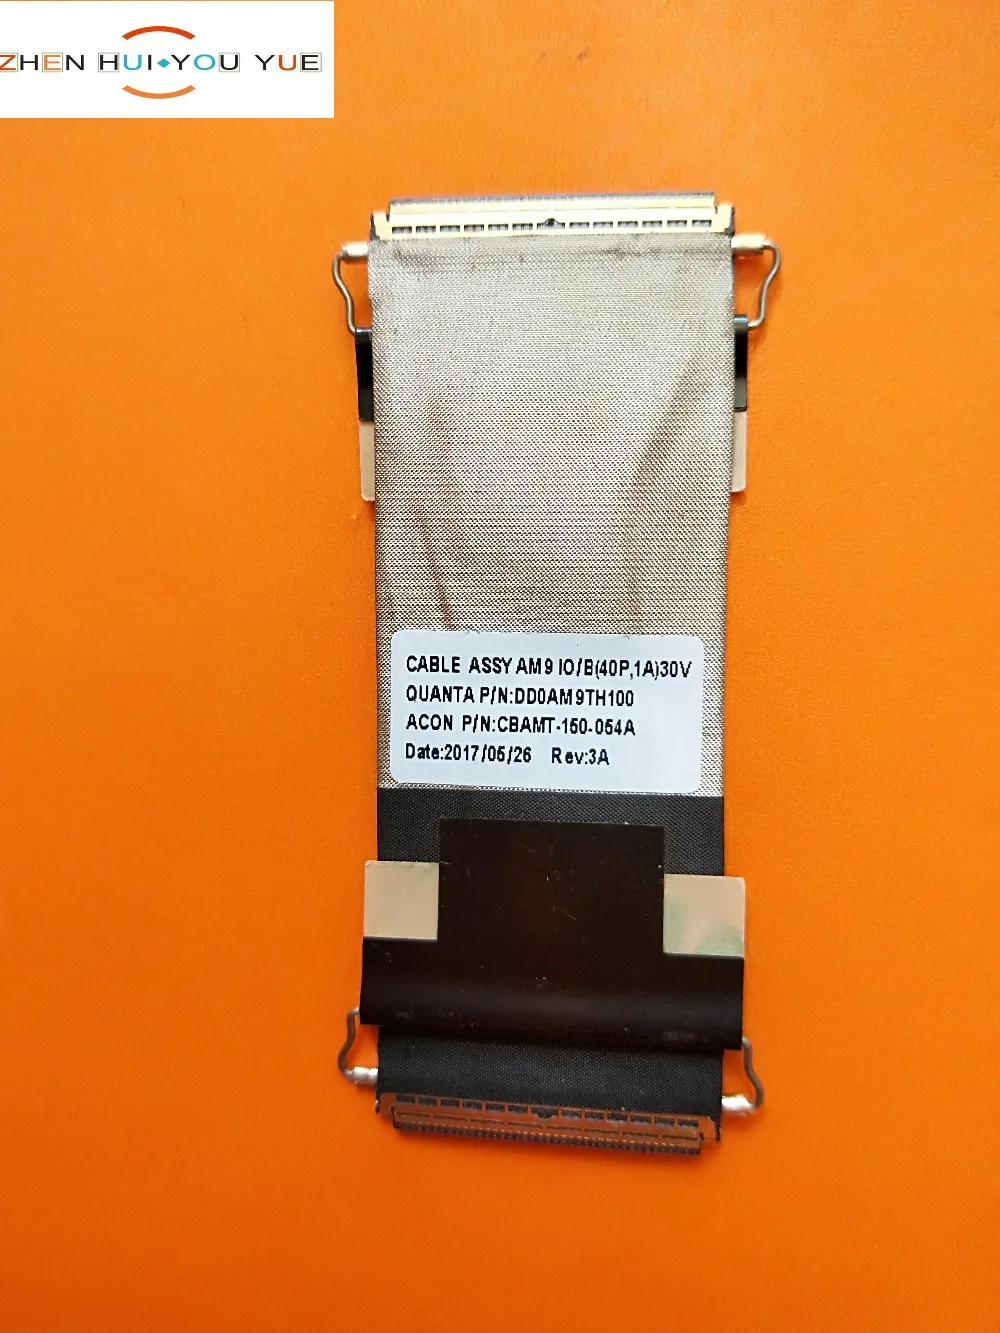 ZHEN HUI·YOU YUE
CABLE ASSY AM9 IO/B(40P,1A)30V
QUANTA P/N:DD0AM9TH100
ACON P/N:CBAMT-150-054A
Date:2017/05/26 Rev:3A